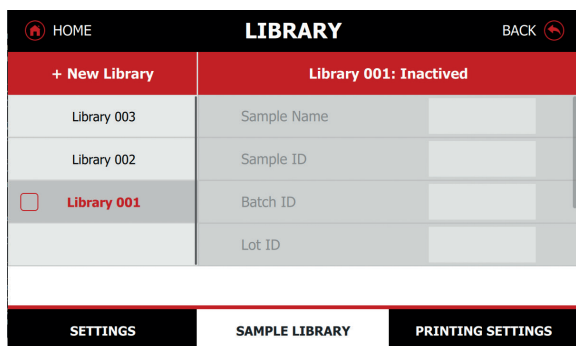 HOME LIBRARY BACK
+ New Library Library 001: Inactived
Library 003 Sample Name
Library 002 Sample ID
Library 001 Batch ID
Lot ID
SETTINGS SAMPLE LIBRARY PRINTING SETTINGS